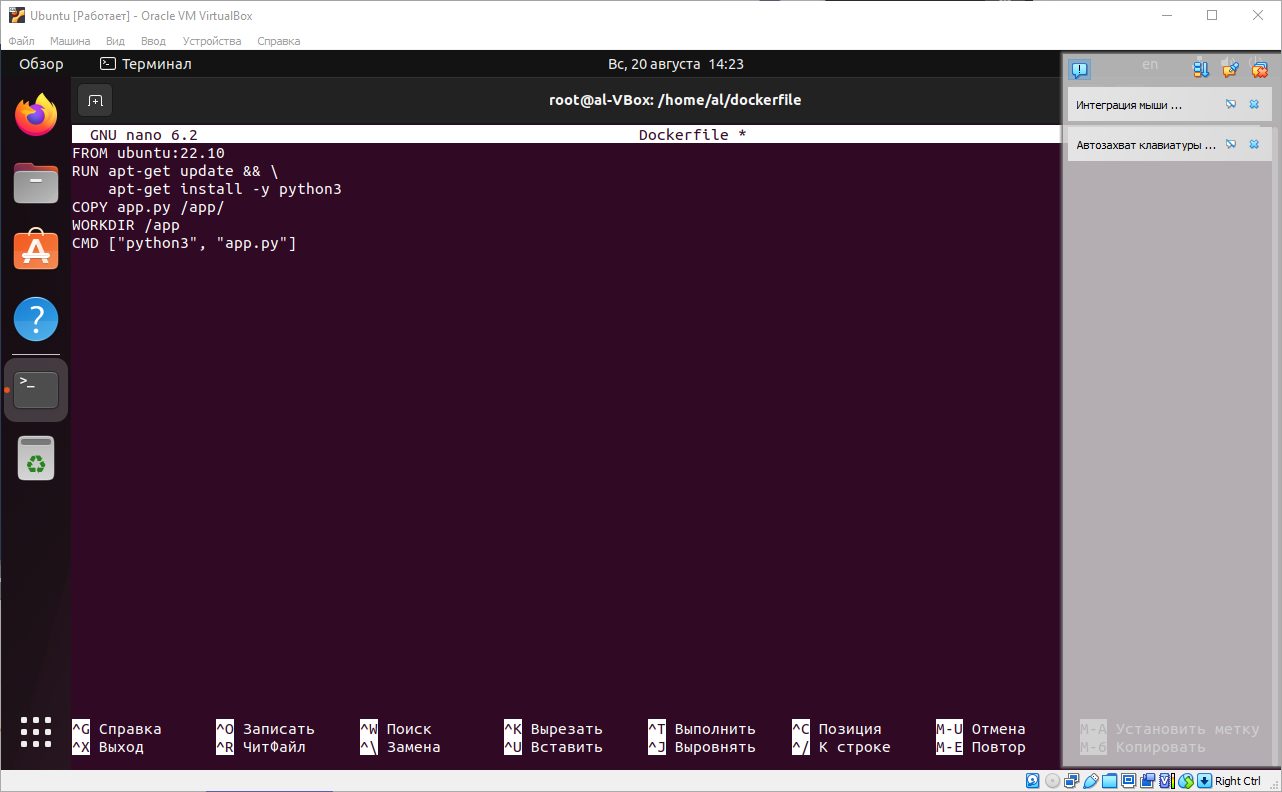 Ubuntu [Работает] - Oracle VM VirtualBox
Файл Машина Вид Ввод Устройства Справка
Обзор Терминал Вс, 20 августа 14:23 en
root@al-VBox: /home/al/dockerfile
Интеграция мыши ...
Автозахват клавиатуры ...
GNU nano 6.2 Dockerfile *
FROM ubuntu:22.10
RUN apt-get update && \
apt-get install -y python3
COPY app.py /app/
WORKDIR /app
CMD ["python3", "app.py"]
^G Справка ^O Записать ^W Поиск ^K Вырезать ^T Выполнить ^C Позиция M-U Отмена M-A Установить метку
^X Выход ^R ЧитФайл ^\ Замена ^U Вставить ^J Выровнять ^/ К строке M-E Повтор M-6 Копировать
Right Ctrl